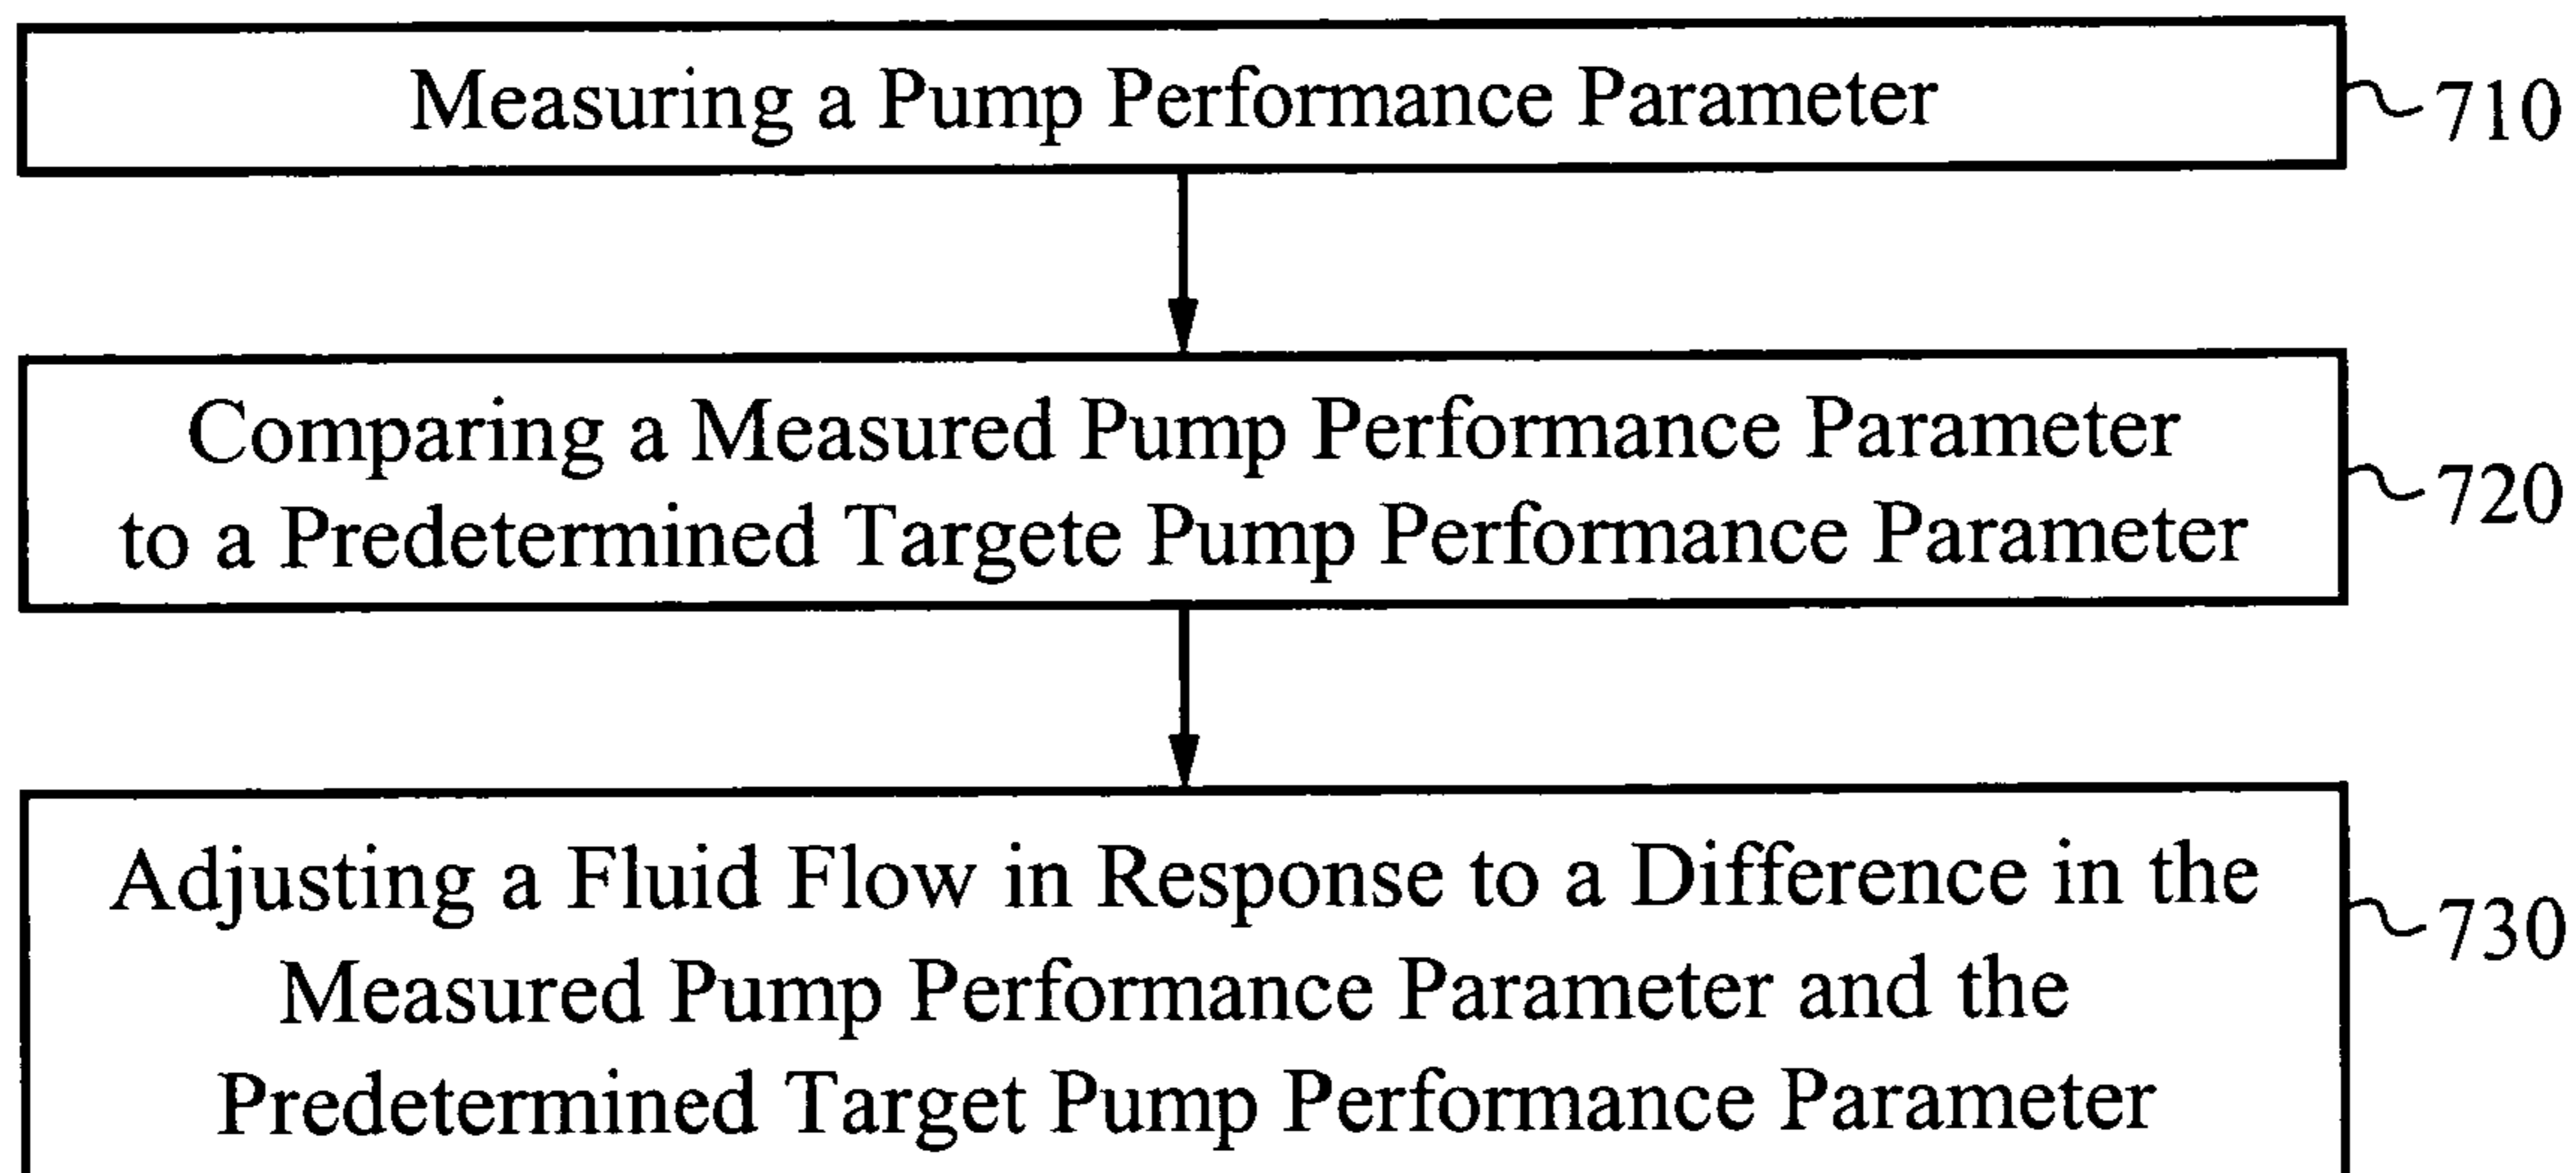 Measuring a Pump Performance Parameter
710
Comparing a Measured Pump Performance Parameter
to a Predetermined Targete Pump Performance Parameter
720
Adjusting a Fluid Flow in Response to a Difference in the
Measured Pump Performance Parameter and the
Predetermined Target Pump Performance Parameter
730